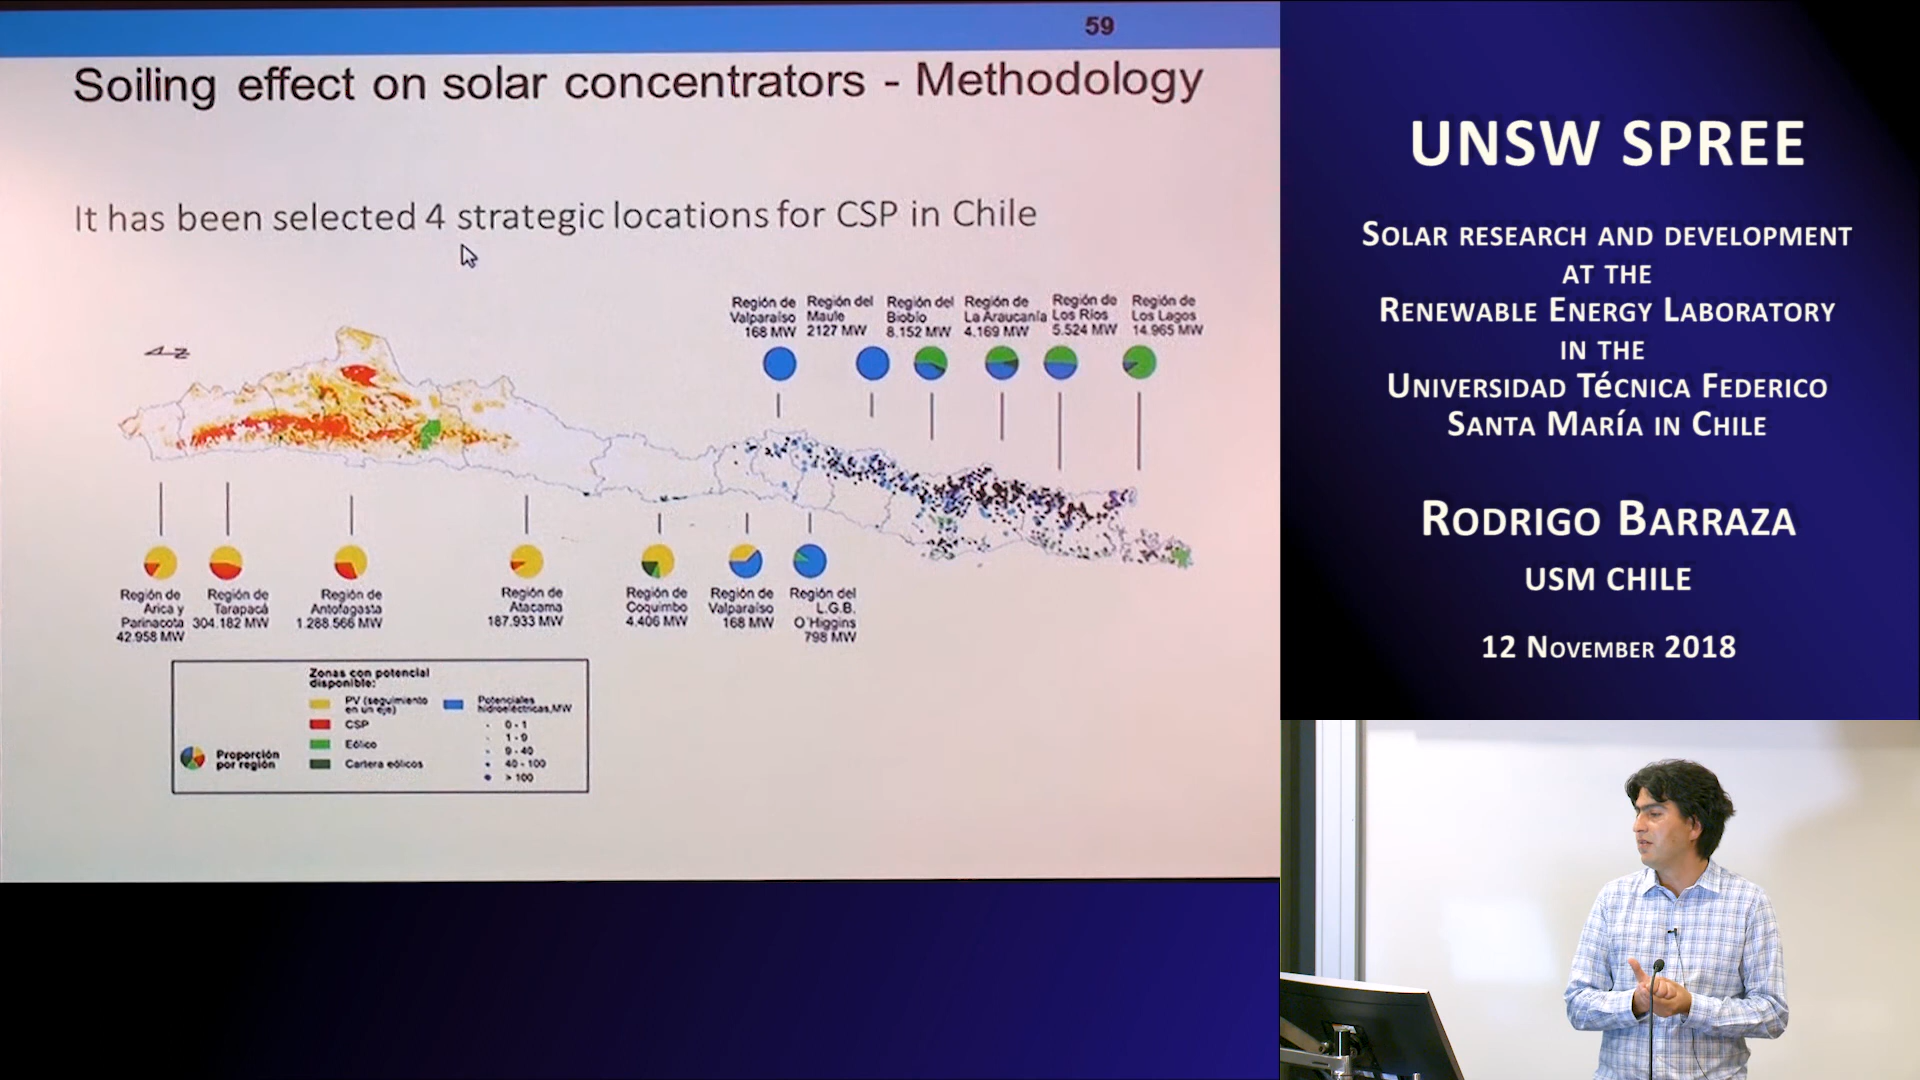 59
Soiling effect on solar concentrators - Methodology
It has been selected 4 strategic locations for CSP in Chile
Región de Valparaíso 168 MW
Región del Maule 2127 MW
Región del Biobío 8.152 MW
Región de La Araucanía 4.169 MW
Región de Los Ríos 5.524 MW
Región de Los Lagos 14.965 MW
Región de Arica y Parinacota 42.958 MW
Región de Tarapacá 304.182 MW
Región de Antofagasta 1.288.566 MW
Región de Atacama 187.933 MW
Región de Coquimbo 4.406 MW
Región de Valparaíso 168 MW
Región del L.G.B. O'Higgins 798 MW
Zonas con potencial
disponible:
PV (seguimiento
en un eje)
CSP
Eólico
Cartera eólicos
Potenciales
hidroeléctricas, MW
0 - 1
1 - 9
9 - 40
40 - 100
> 100
Proporción
por región
UNSW SPREE
SOLAR RESEARCH AND DEVELOPMENT
AT THE
RENEWABLE ENERGY LABORATORY
IN THE
UNIVERSIDAD TéCNICA FEDERICO
SANTA MARíA IN CHILE
RODRIGO BARRAZA
USM CHILE
12 NOVEMBER 2018